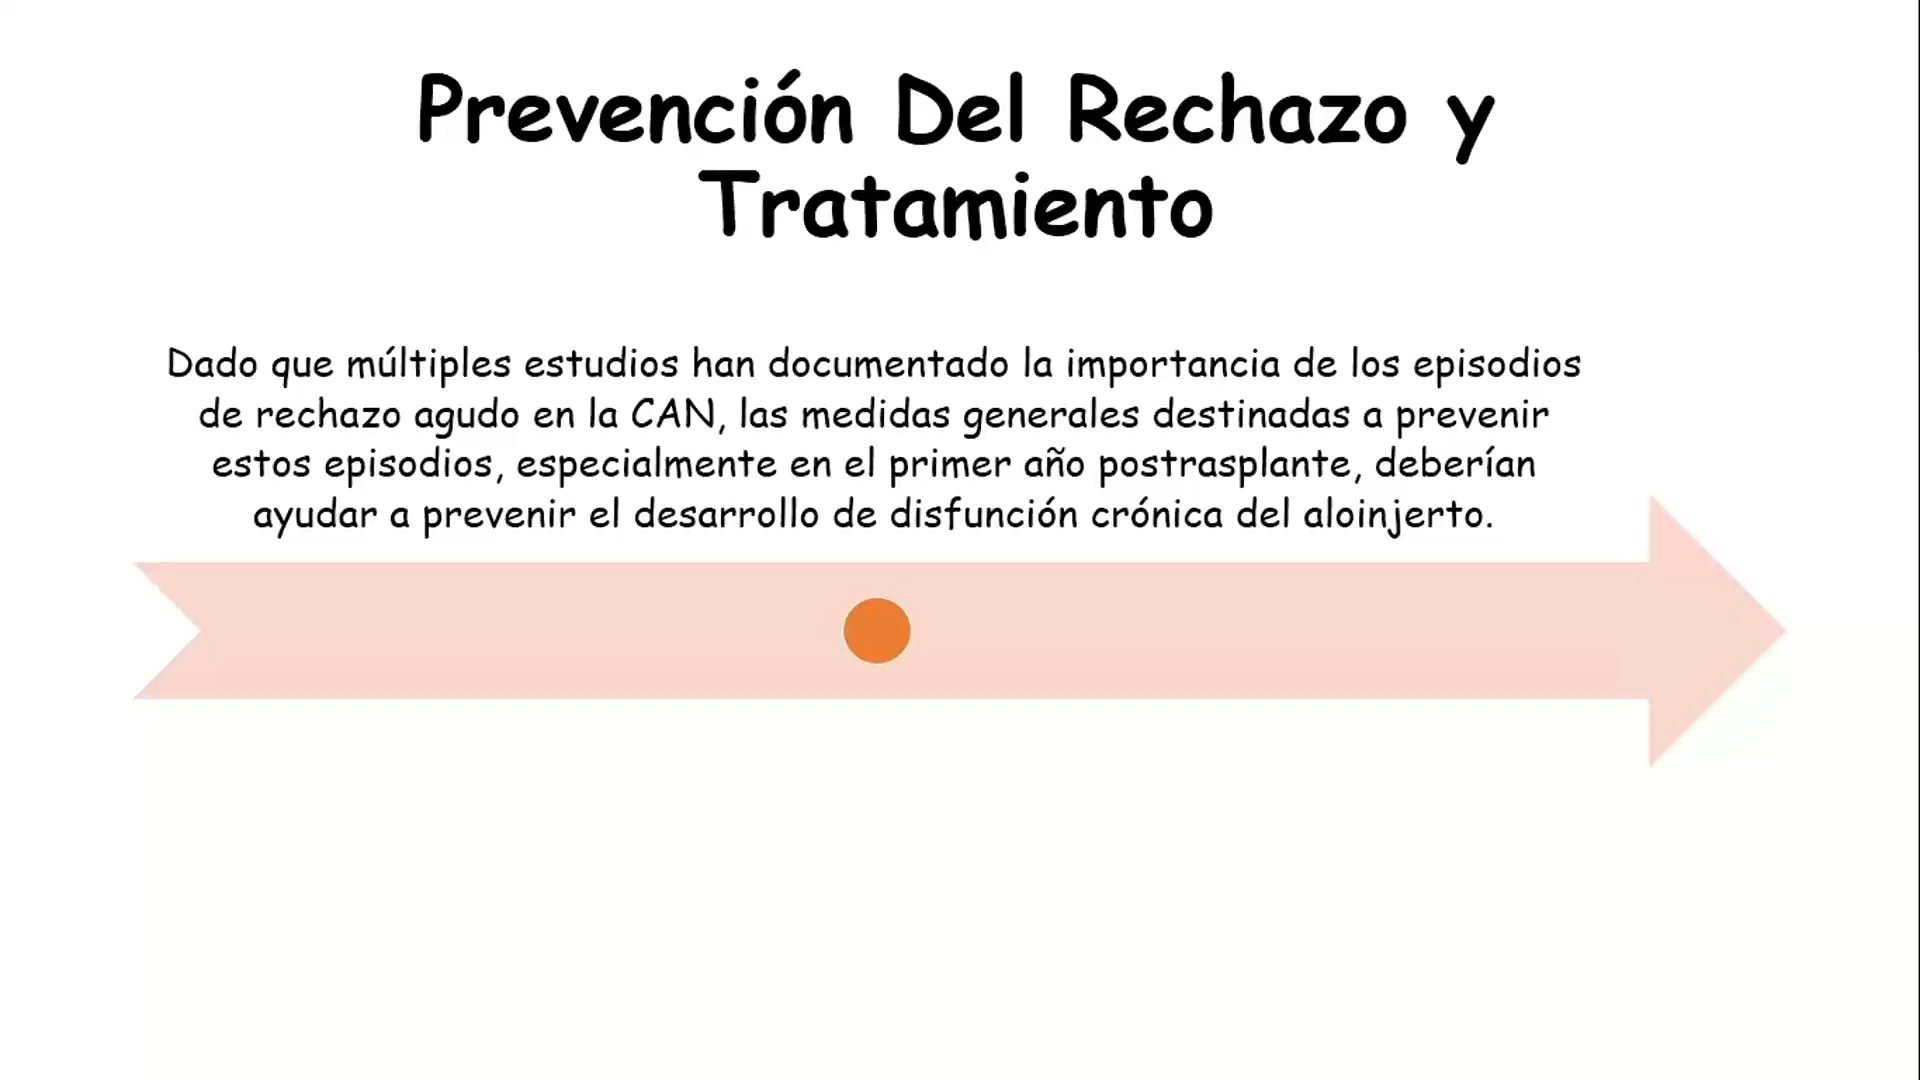 Prevención Del Rechazo y
Tratamiento
Dado que múltiples estudios han documentado la importancia de los episodios
de rechazo agudo en la CAN, las medidas generales destinadas a prevenir
estos episodios, especialmente en el primer año postrasplante, deberían
ayudar a prevenir el desarrollo de disfunción crónica del aloinjerto.